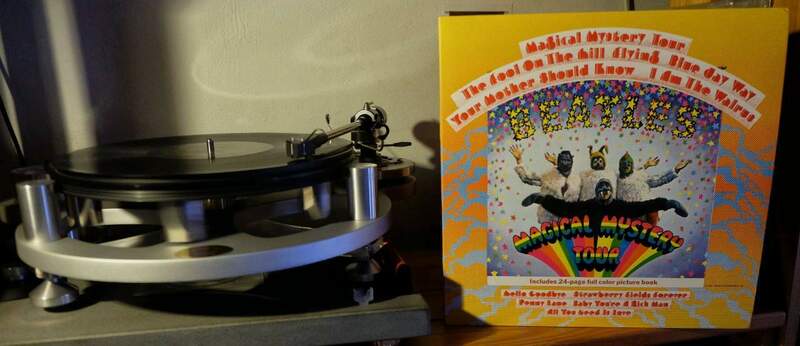 Magical Mystery Tour
The Fool On The Hill Flying Blue Jay Way
Your Mother Should Know I Am The Walrus
BEATLES
MAGICAL MYSTERY
TOUR
Includes 24-page full color picture book
Hello Goodbye Strawberry Fields Forever
Penny Lane Baby You're A Rich Man
All You Need Is Love